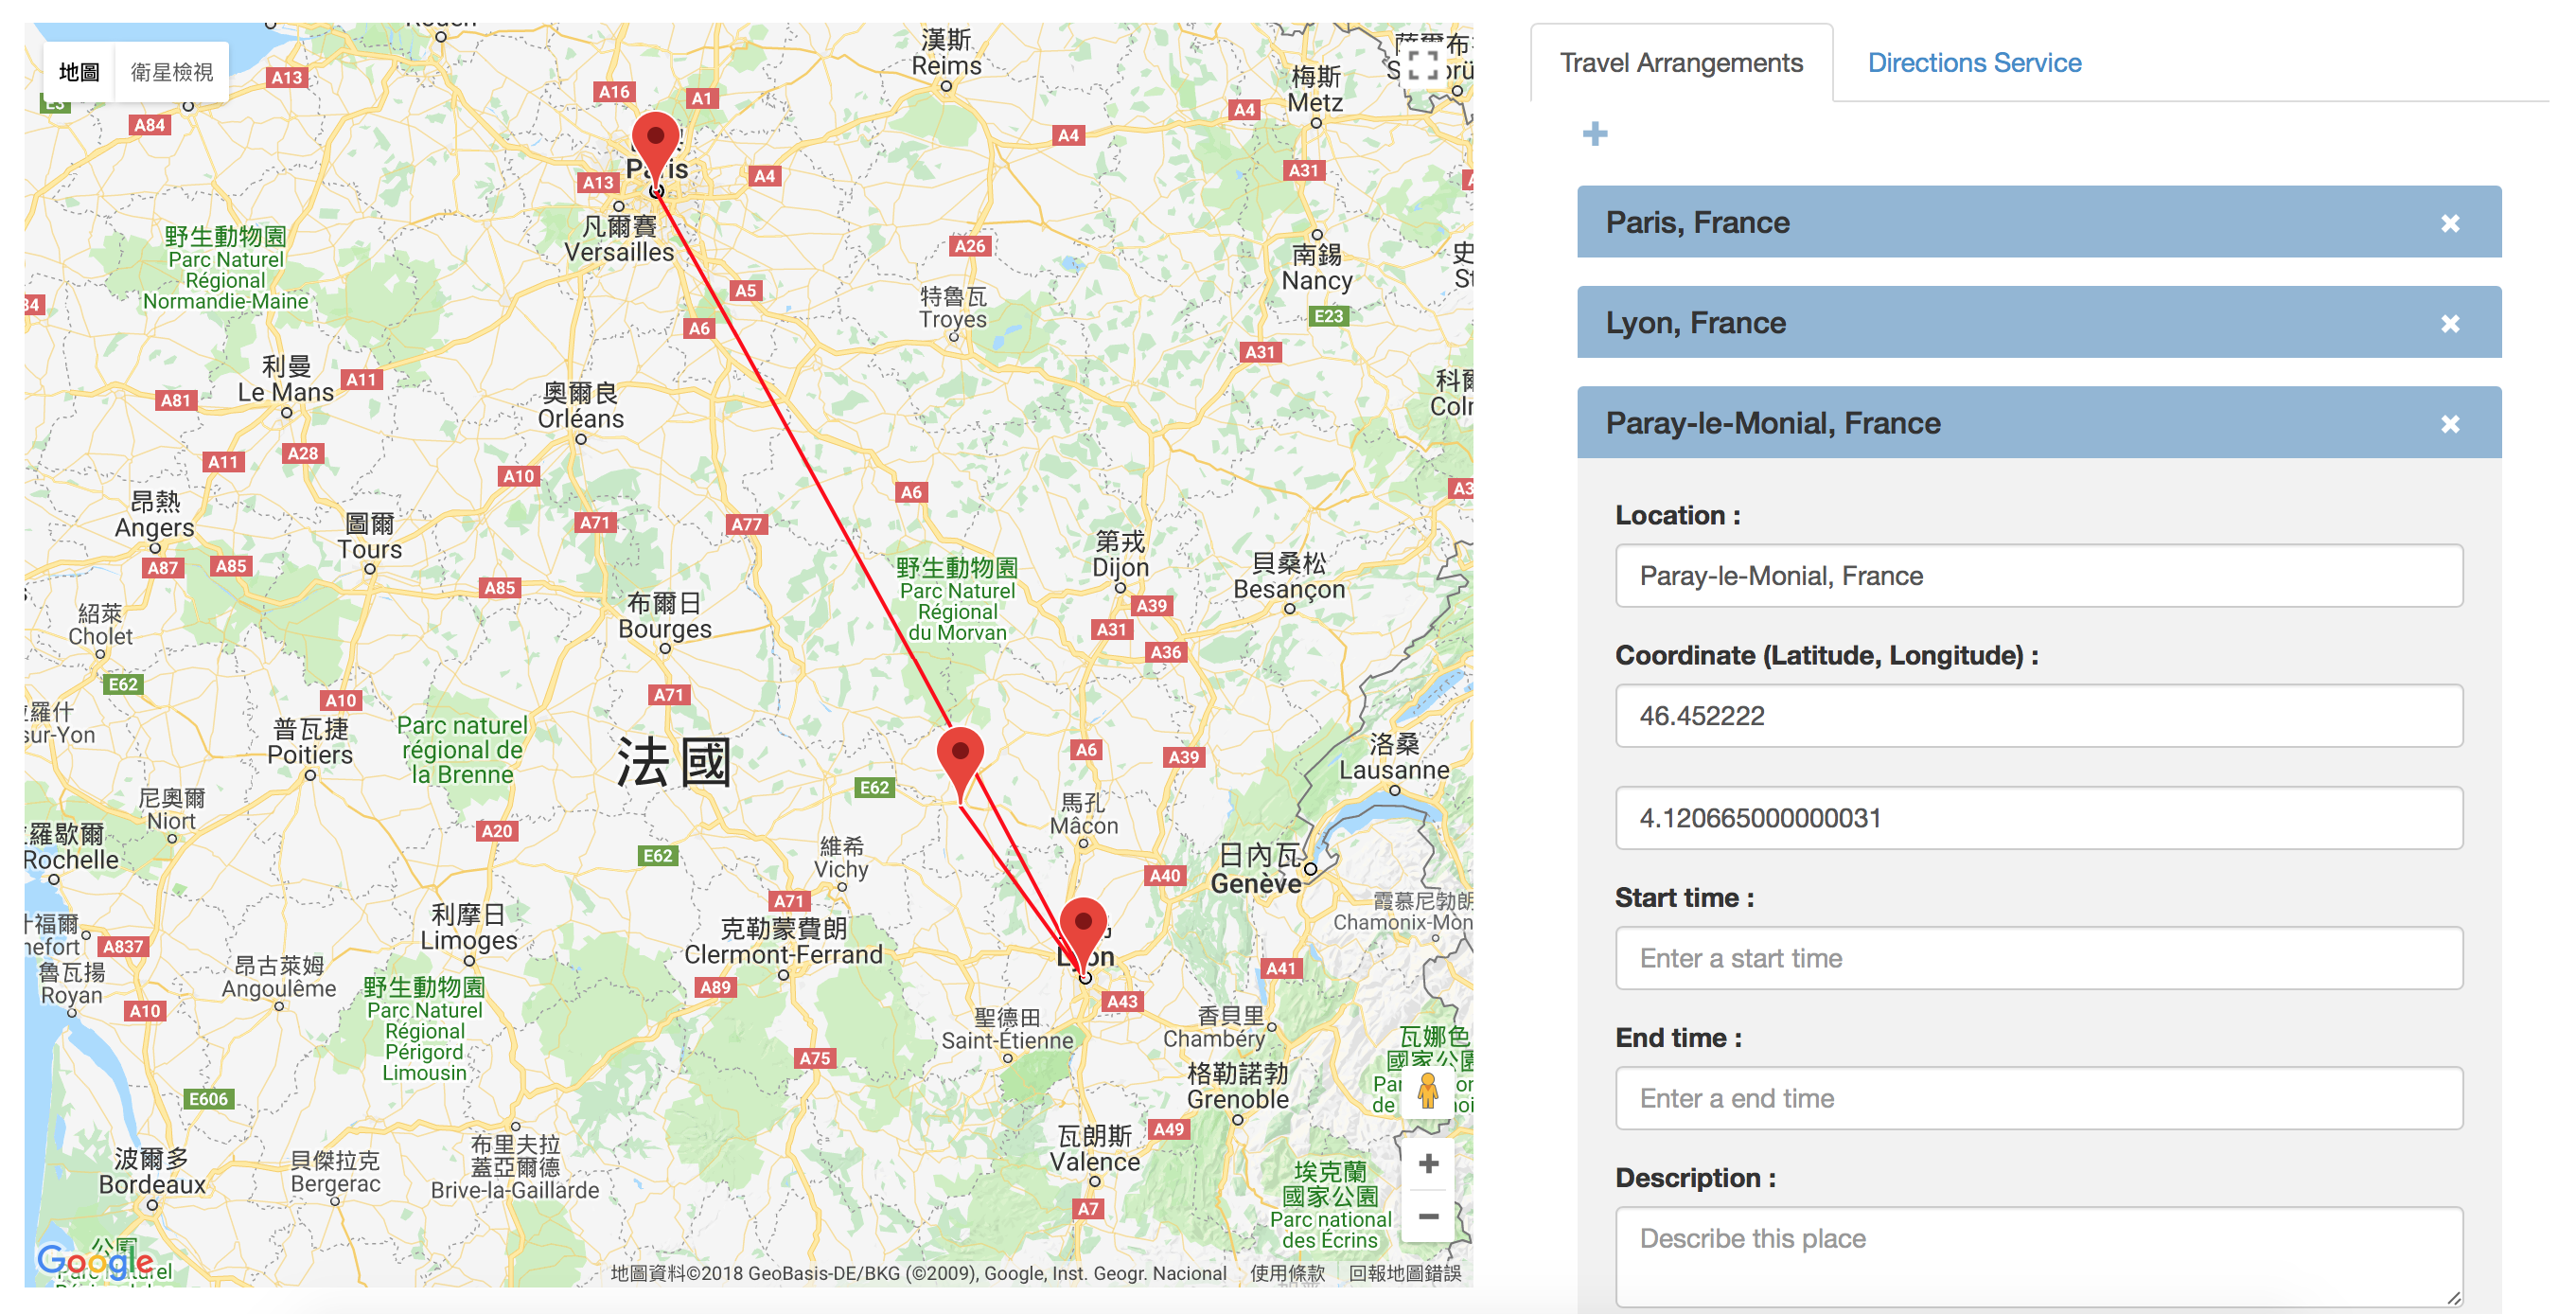 地圖
衛星檢視
漢斯
Reims
梅斯
Metz
A13
A16
A1
A4
A4
A84
E3
A4
A31
A13
凡爾賽
Versailles
野生動物園
Parc Naturel
Régional
Normandie-Maine
A26
南錫
Nancy
A5
特魯瓦
Troyes
E23
A6
A31
利曼
Le Mans
A11
奧爾良
Orléans
A81
A11
A28
A10
A6
昂熱
Angers
圖爾
Tours
A71
A77
第戎
Dijon
貝桑松
Besançon
A87
A85
A85
野生動物園
Parc Naturel
Régional
du Morvan
A39
A31
A36
紹萊
Cholet
布爾日
Bourges
E62
A10
A71
普瓦捷
Poitiers
Parc naturel
régional de
la Brenne
法國
A6
A39
洛桑
Lausanne
E62
尼奧爾
Niort
馬孔
Mâcon
A20
E62
維希
Vichy
日內瓦
Genève
A40
A71
利摩日
Limoges
克勒蒙費朗
Clermont-Ferrand
A837
昂古萊姆
Angoulême
魯瓦揚
Royan
A10
野生動物園
Parc Naturel
Régional
Périgord
Limousin
A89
A41
A43
聖德田
Saint-Étienne
香貝里
Chambéry
A75
格勒諾勃
Grenoble
E606
波爾多
Bordeaux
貝傑拉克
Bergerac
布里夫拉
蓋亞爾德
Brive-la-Gaillarde
瓦朗斯
Valence
A49
A7
埃克蘭
國家公園
Parc national
des Écrins
Google
地圖資料©2018 GeoBasis-DE/BKG (©2009), Google, Inst. Geogr. Nacional
使用條款
回報地圖錯誤
Travel Arrangements
Directions Service
Paris, France
Lyon, France
Paray-le-Monial, France
Location :
Paray-le-Monial, France
Coordinate (Latitude, Longitude) :
46.452222
4.120665000000031
Start time :
Enter a start time
End time :
Enter a end time
Description :
Describe this place